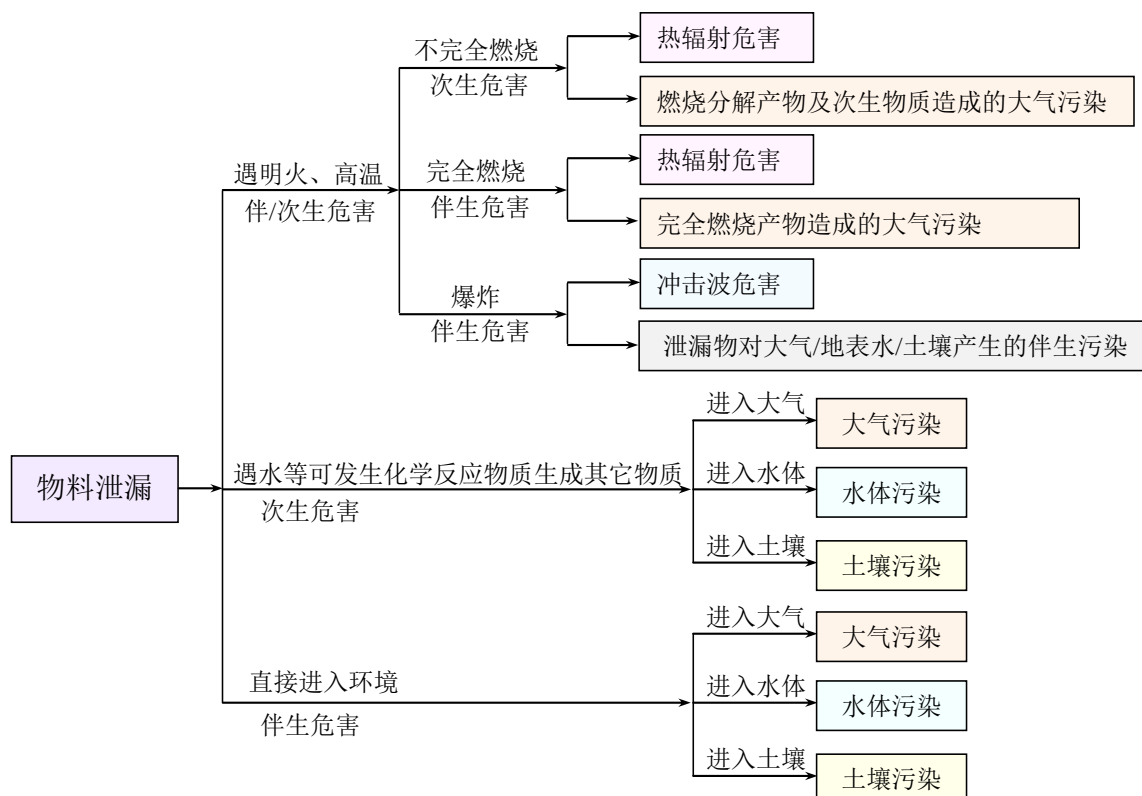 不完全燃烧
次生危害
热辐射危害
燃烧分解产物及次生物质造成的大气污染
遇明火、高温
伴/次生危害
完全燃烧
伴生危害
热辐射危害
完全燃烧产物造成的大气污染
爆炸
伴生危害
冲击波危害
泄漏物对大气/地表水/土壤产生的伴生污染
物料泄漏
遇水等可发生化学反应物质生成其它物质
次生危害
进入大气
大气污染
进入水体
水体污染
进入土壤
土壤污染
直接进入环境
伴生危害
进入大气
大气污染
进入水体
水体污染
进入土壤
土壤污染